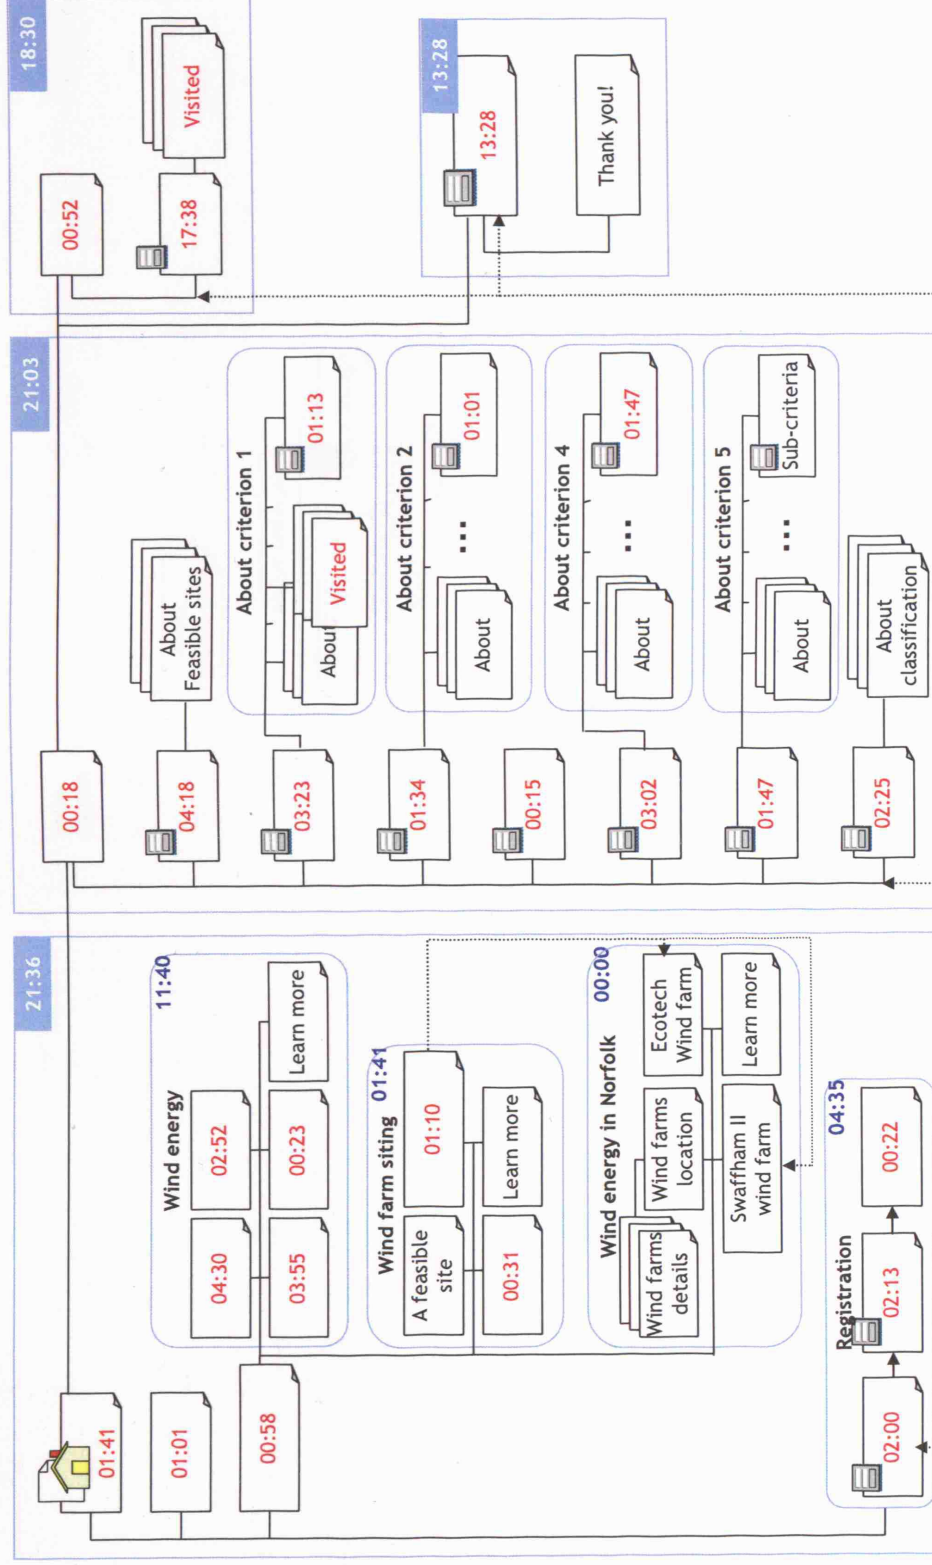 21:36
01:41
01:01
00:58
Wind energy
11:40
04:30
02:52
03:55
00:23
Learn more
Wind farm siting
01:41
A feasible
site
01:10
00:31
Learn more
Wind energy in Norfolk
00:00
Wind farms
details
Wind farms
location
Ecotech
Wind farm
Swaffham II
wind farm
Learn more
Registration
04:35
02:00
02:13
00:22
21:03
00:18
04:18
About
Feasible sites
03:23
About criterion 1
About
Visited
01:13
01:34
About criterion 2
About
...
01:01
00:15
03:02
About criterion 4
About
...
01:47
01:47
About criterion 5
About
...
Sub-criteria
02:25
About
classification
18:30
00:52
17:38
Visited
13:28
13:28
Thank you!